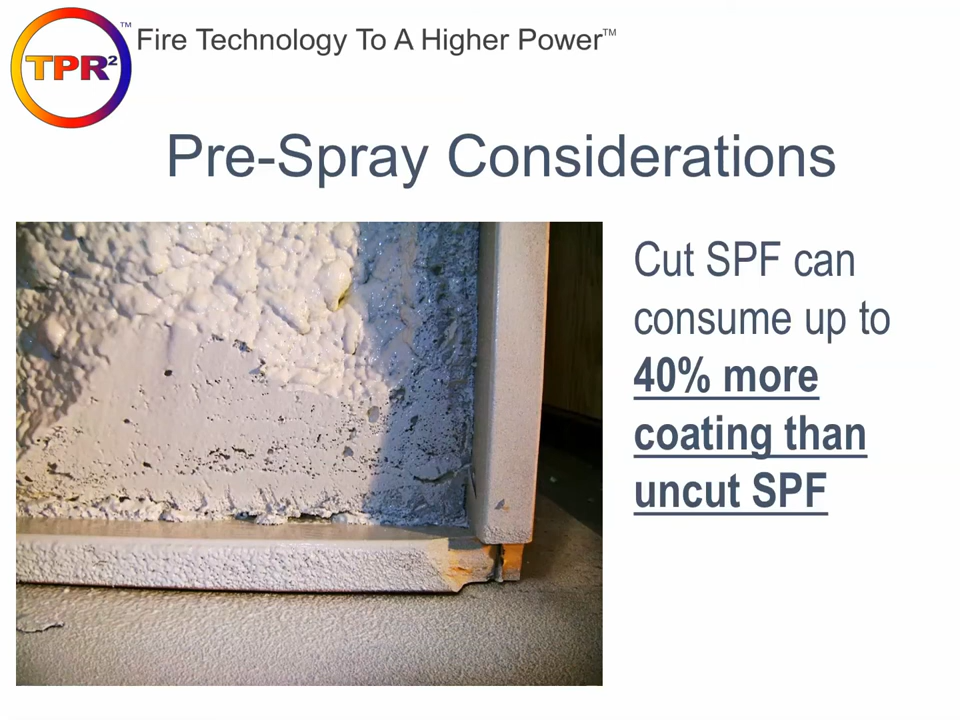 TPR²™
Fire Technology To A Higher Power™
Pre-Spray Considerations
Cut SPF can
consume up to
40% more
coating than
uncut SPF